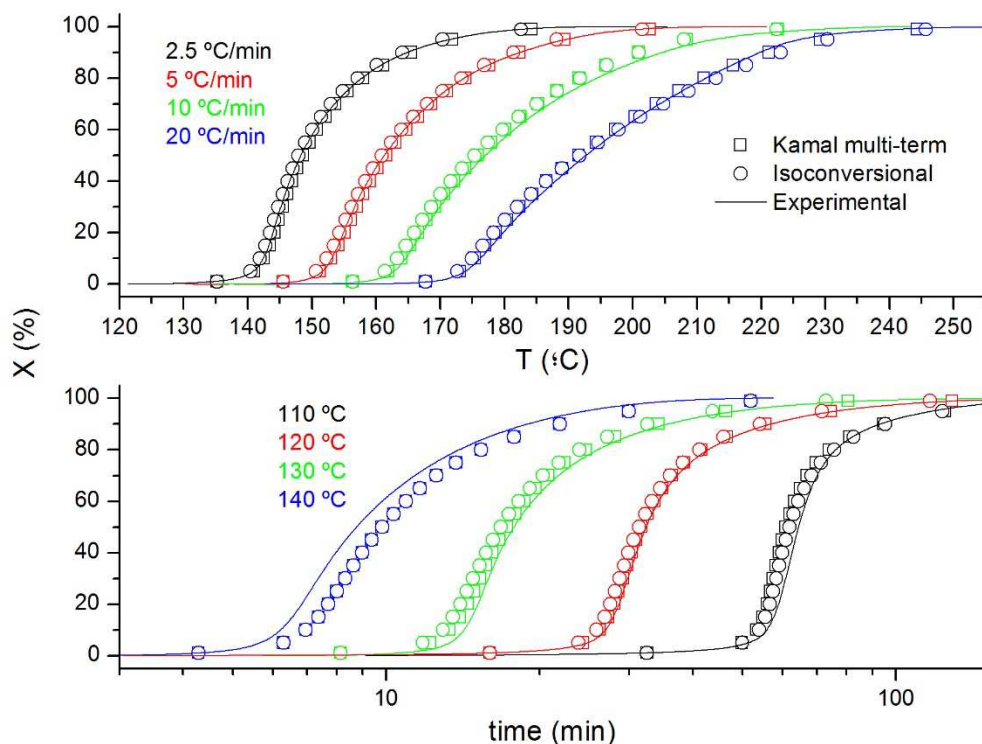 100
80
60
40
20
0
2.5 ºC/min
5 ºC/min
10 ºC/min
20 ºC/min
Kamal multi-term
Isoconversional
Experimental
120 130 140 150 160 170 180 190 200 210 220 230 240 250
T (؛C)
X (%)
100
80
60
40
20
0
110 ºC
120 ºC
130 ºC
140 ºC
10 100
time (min)